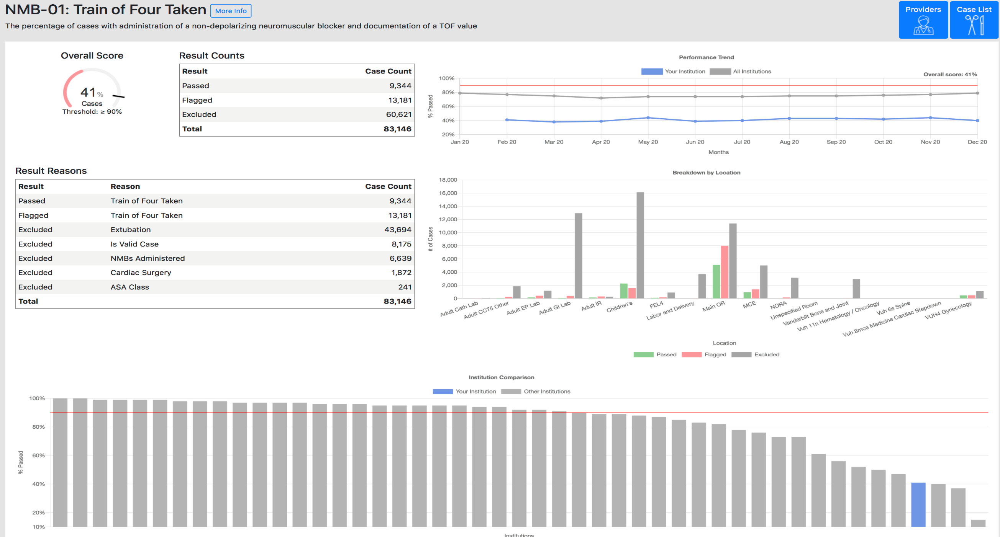 NMB-01: Train of Four Taken More Info
The percentage of cases with administration of a non-depolarizing neuromuscular blocker and documentation of a TOF value
Providers
Case List
Overall Score
41 %
Cases
Threshold: ≥ 90%
Result Counts
Result Case Count
Passed 9,344
Flagged 13,181
Excluded 60,621
Total 83,146
Performance Trend
Your Institution All Institutions
Overall score: 41%
% Passed
100%
80%
60%
40%
20%
Jan 20 Feb 20 Mar 20 Apr 20 May 20 Jun 20 Jul 20 Aug 20 Sep 20 Oct 20 Nov 20 Dec 20
Months
Result Reasons
Result Reason Case Count
Passed Train of Four Taken 9,344
Flagged Train of Four Taken 13,181
Excluded Extubation 43,694
Excluded Is Valid Case 8,175
Excluded NMBs Administered 6,639
Excluded Cardiac Surgery 1,872
Excluded ASA Class 241
Total 83,146
Breakdown by Location
# of Cases
18,000
16,000
14,000
12,000
10,000
8,000
6,000
4,000
2,000
0
Adult Cath Lab
Adult CCT5 Other
Adult EP Lab
Adult GI Lab
Adult IR
Children's
FEL4
Labor and Delivery
Main OR
MCE
NORA
Unspecified Room
Vanderbilt Bone and Joint
Vuh 11n Hematology / Oncology
Vuh 6s Spine
Vuh 8mce Medicine Cardiac Stepdown
VUH4 Gynecology
Location
Passed Flagged Excluded
Institution Comparison
Your Institution Other Institutions
% Passed
100%
80%
60%
40%
20%
10%
Institutions